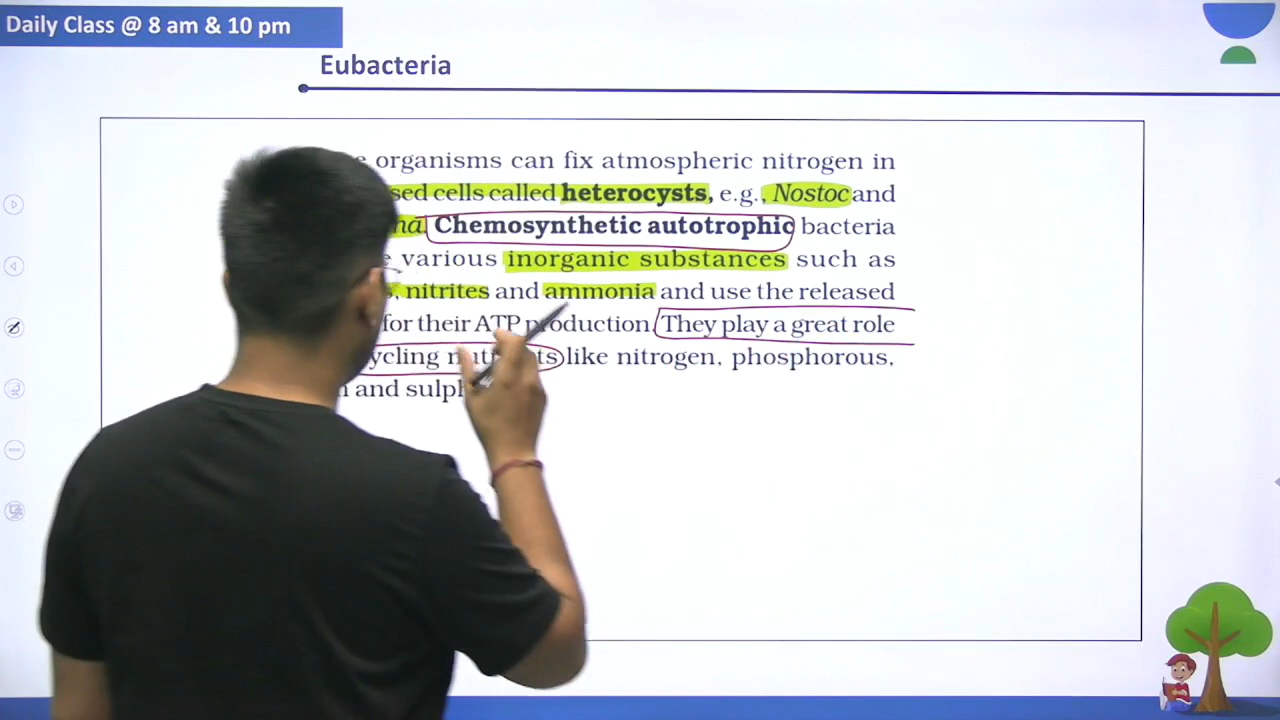 Daily Class @ 8 am & 10 pm
Eubacteria
organisms can fix atmospheric nitrogen in
cells called heterocysts, e.g., Nostoc and
Chemosynthetic autotrophic bacteria
various inorganic substances such as
nitrites and ammonia and use the released
for their ATP production. They play a great role
like nitrogen, phosphorous,
and